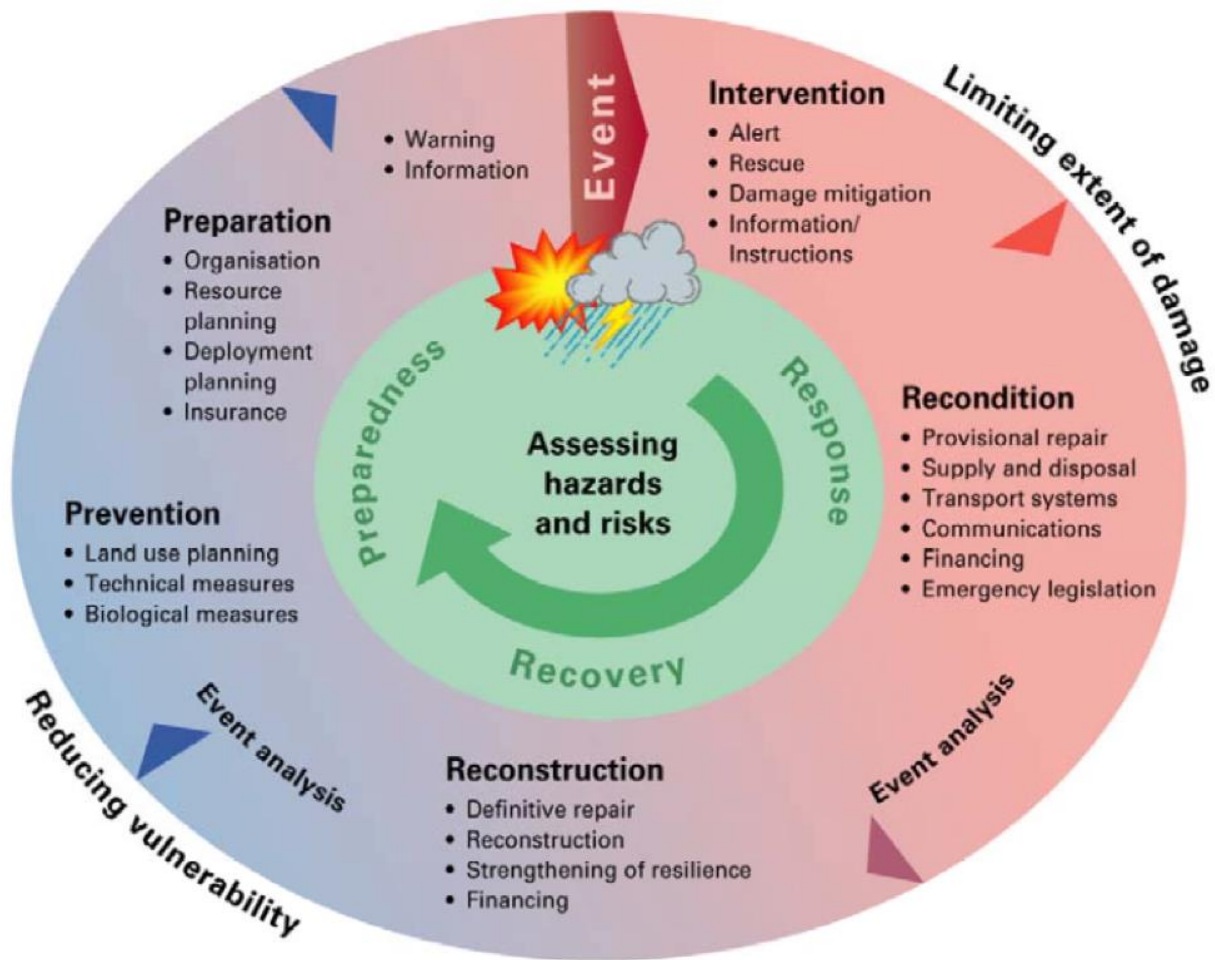 Event
Intervention
• Alert
• Rescue
• Damage mitigation
• Information/
Instructions
Limiting extent of damage
Recondition
• Provisional repair
• Supply and disposal
• Transport systems
• Communications
• Financing
• Emergency legislation
Event analysis
Reconstruction
• Definitive repair
• Reconstruction
• Strengthening of resilience
• Financing
Event analysis
Reducing vulnerability
Prevention
• Land use planning
• Technical measures
• Biological measures
Preparation
• Organisation
• Resource
planning
• Deployment
planning
• Insurance
• Warning
• Information
Preparedness
Response
Recovery
Assessing
hazards
and risks